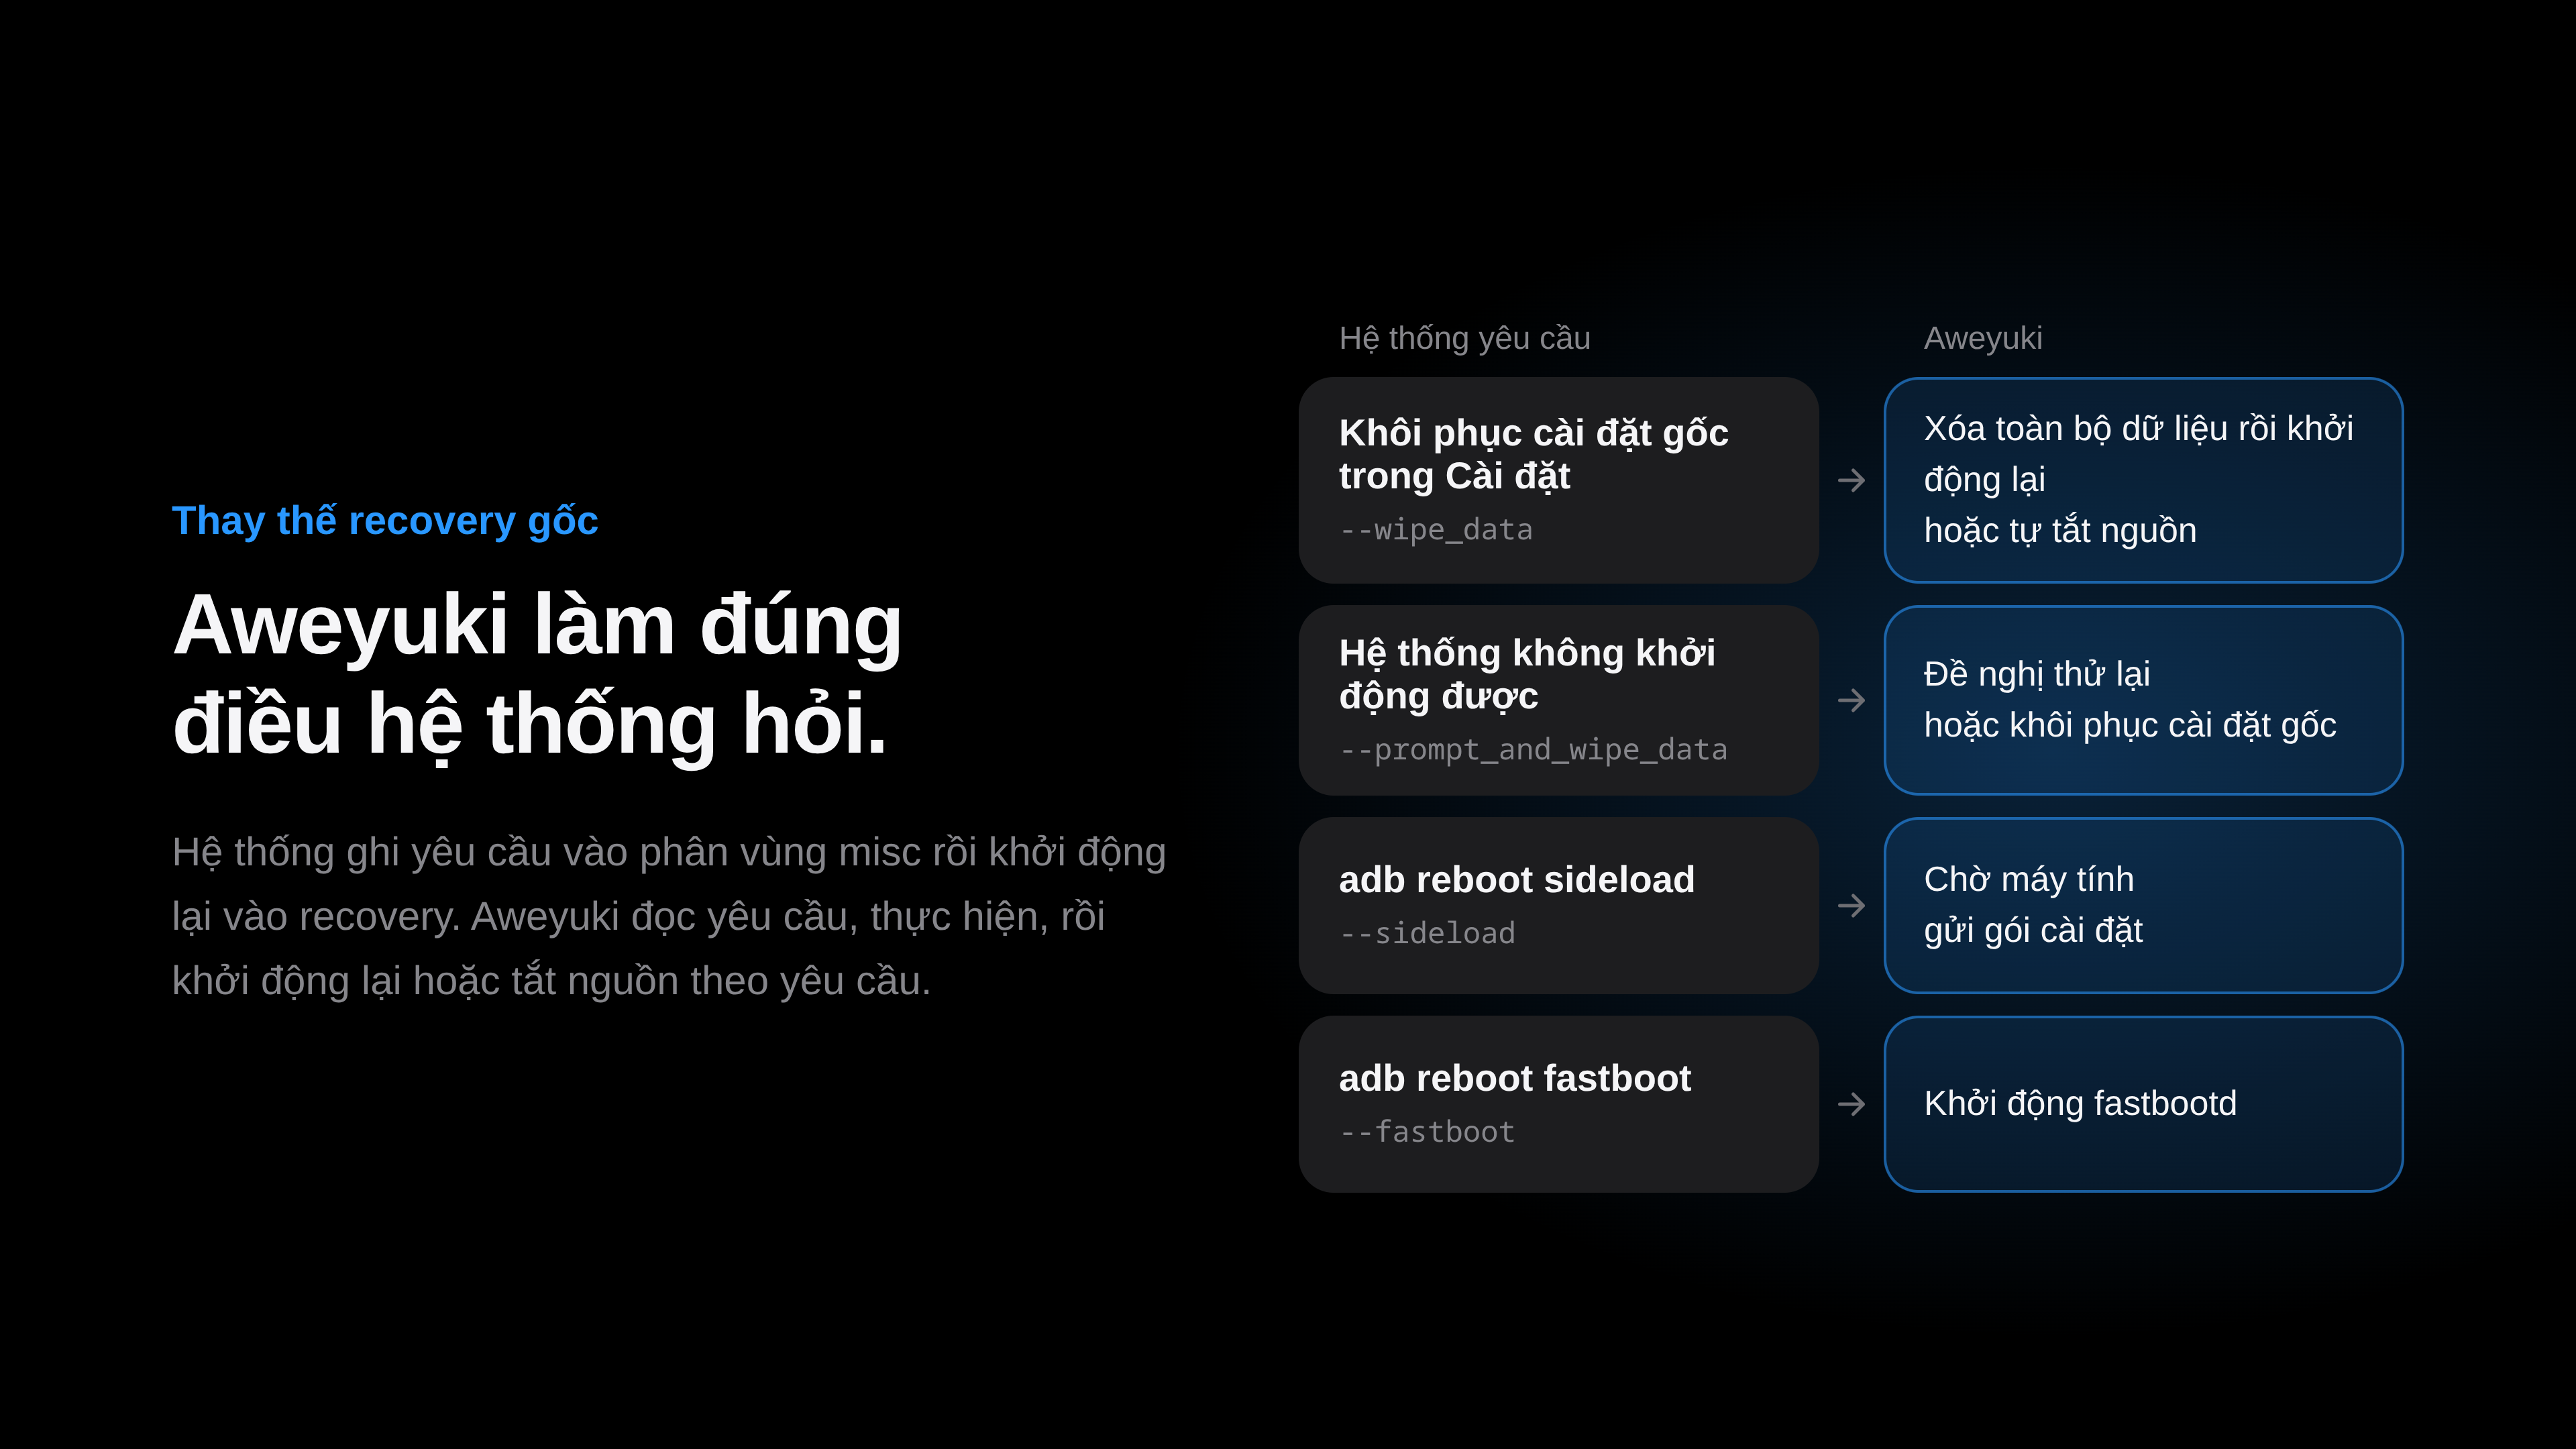 Thay thế recovery gốc
Aweyuki làm đúng
điều hệ thống hỏi.
Hệ thống ghi yêu cầu vào phân vùng misc rồi khởi động
lại vào recovery. Aweyuki đọc yêu cầu, thực hiện, rồi
khởi động lại hoặc tắt nguồn theo yêu cầu.
Hệ thống yêu cầu
Aweyuki
Khôi phục cài đặt gốc
trong Cài đặt
--wipe_data
Xóa toàn bộ dữ liệu rồi khởi
động lại
hoặc tự tắt nguồn
Hệ thống không khởi
động được
--prompt_and_wipe_data
Đề nghị thử lại
hoặc khôi phục cài đặt gốc
adb reboot sideload
--sideload
Chờ máy tính
gửi gói cài đặt
adb reboot fastboot
--fastboot
Khởi động fastbootd